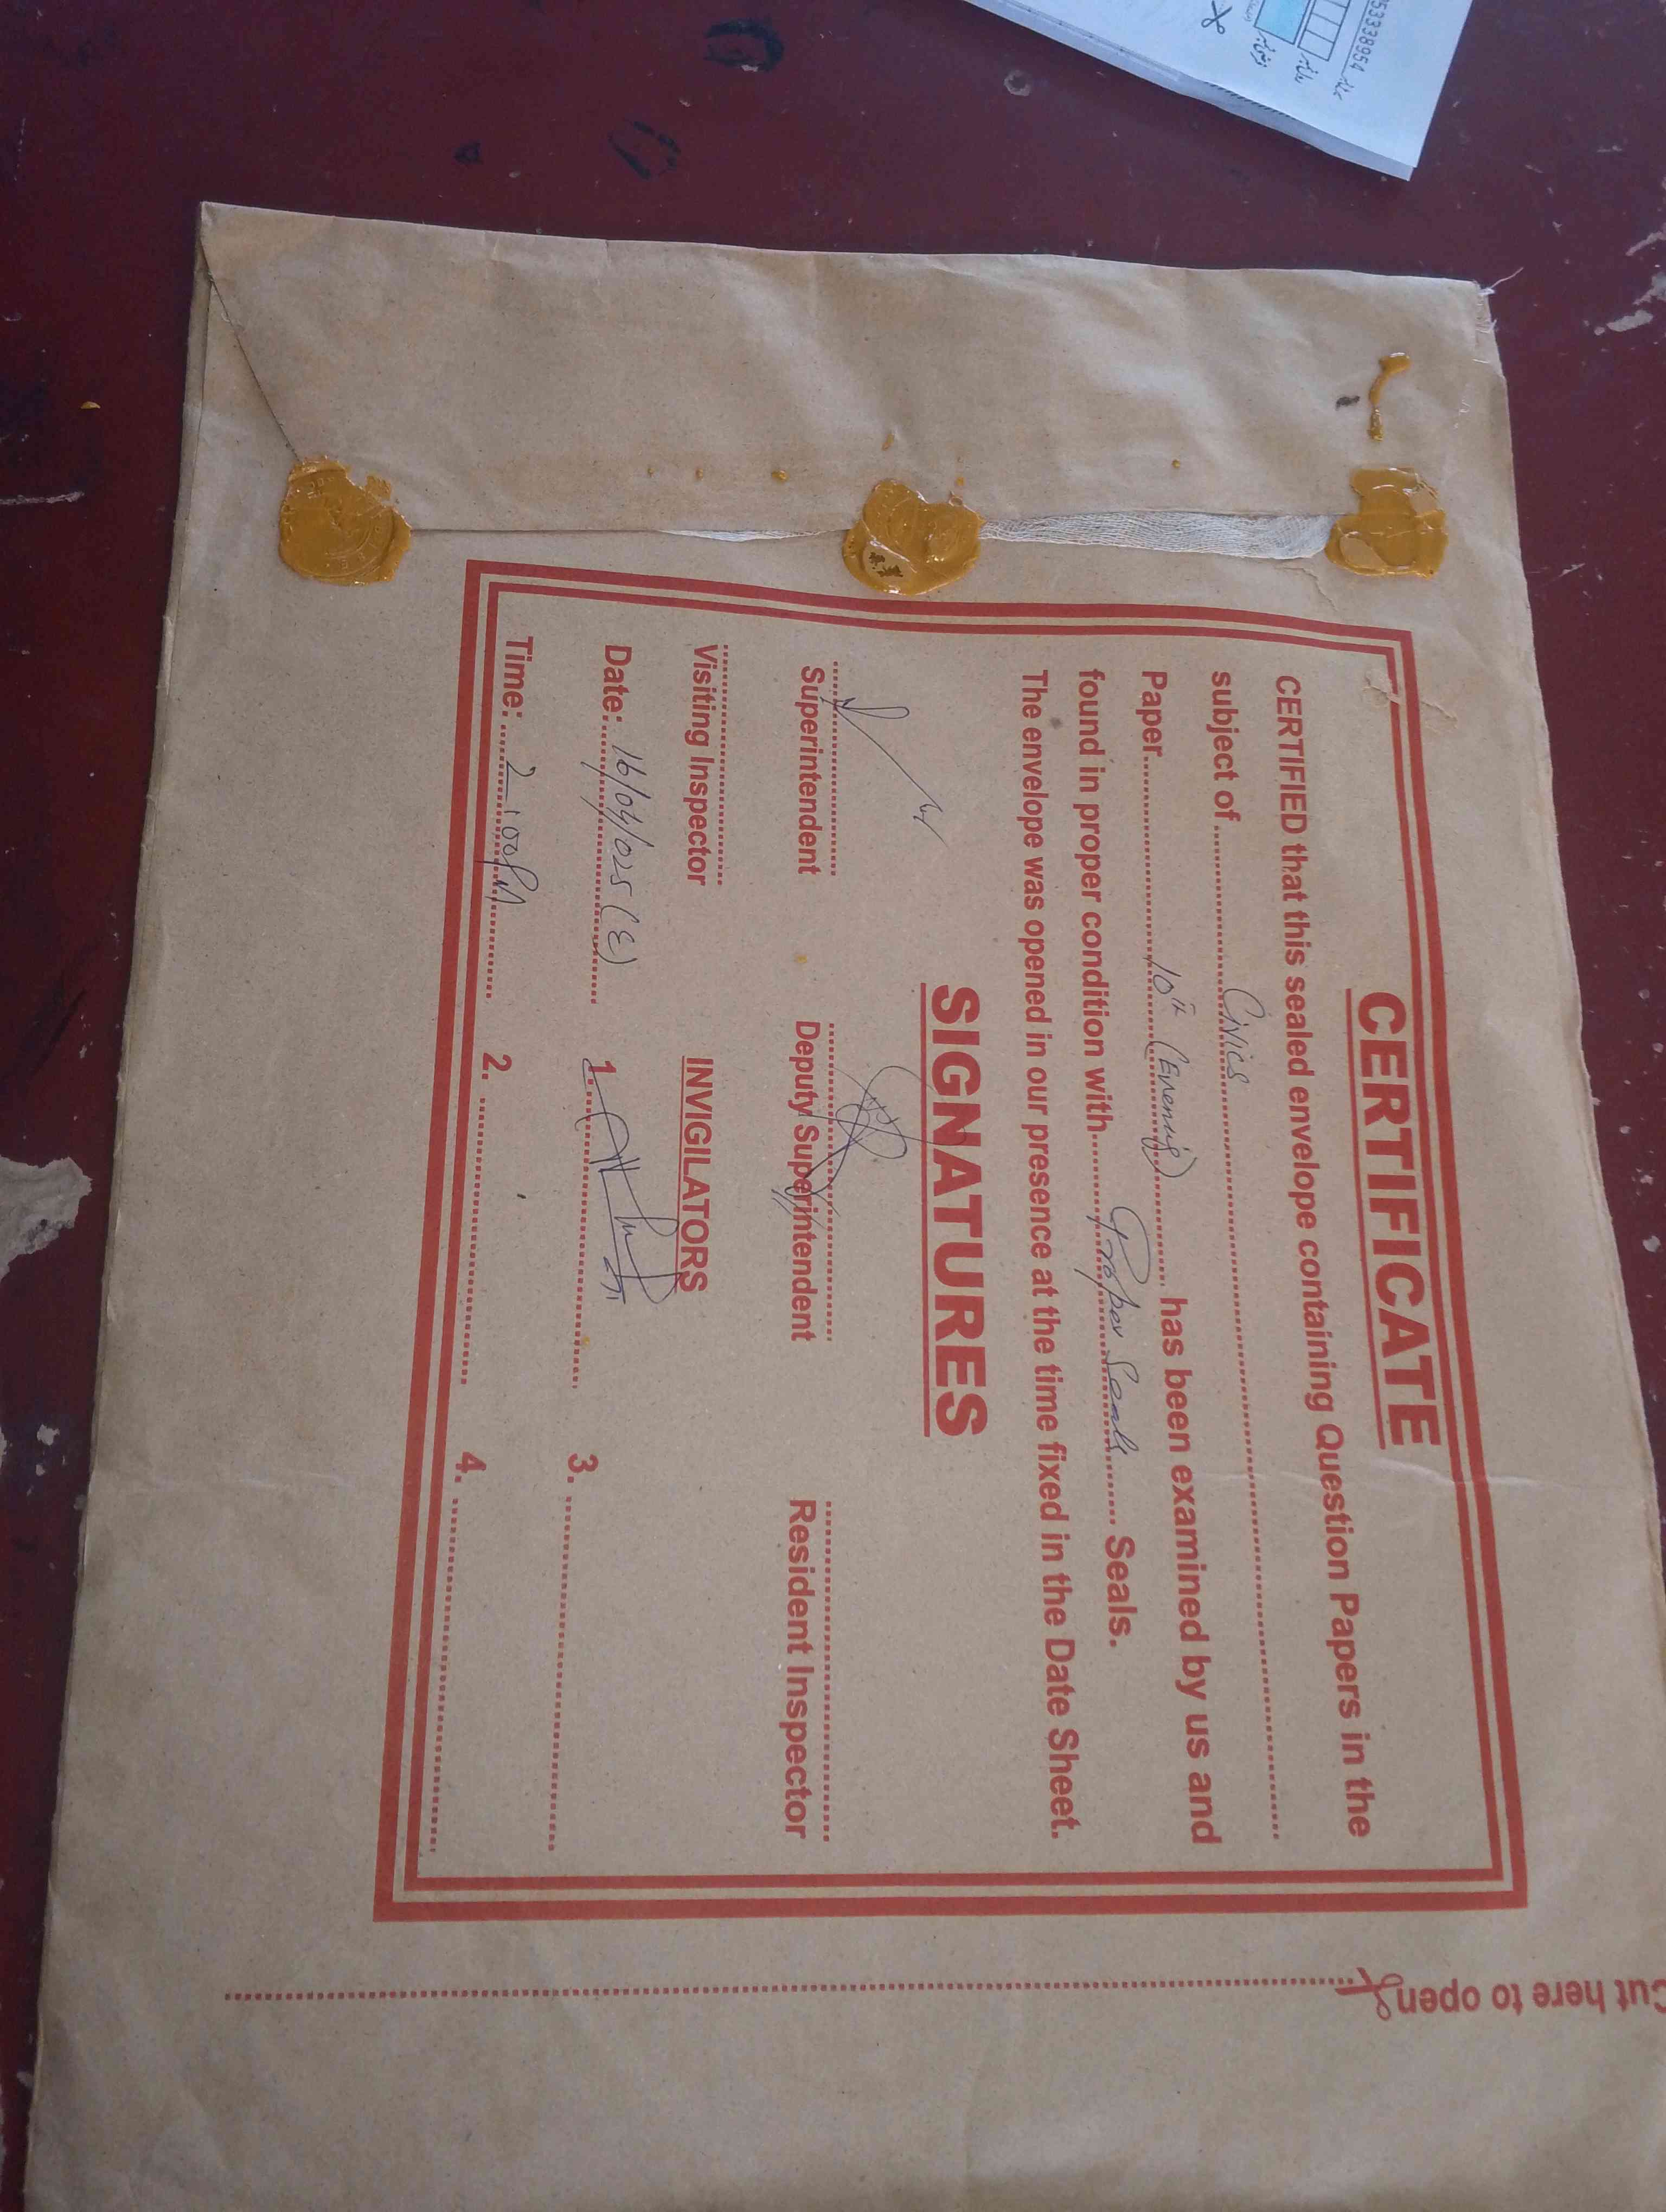 CERTIFICATE
CERTIFIED that this sealed envelope containing Question Papers in the
subject of Civics
Paper 10th (Evening) has been examined by us and
found in proper condition with Proper Seals Seals.
The envelope was opened in our presence at the time fixed in the Date Sheet.
SIGNATURES
Superintendent Deputy Superintendent Resident Inspector
Visiting Inspector INVIGILATORS
Date: 16/04/025 (E) 1. 3.
Time: 2:00PM 2. 4.
Cut here to open
53338954